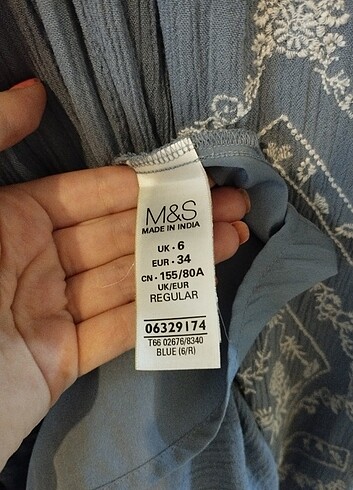 M&S
MADE IN INDIA
UK • 6
EUR • 34
CN • 155/80A
UK/EUR
REGULAR
06329174
T66 02676/8340
BLUE (6/R)